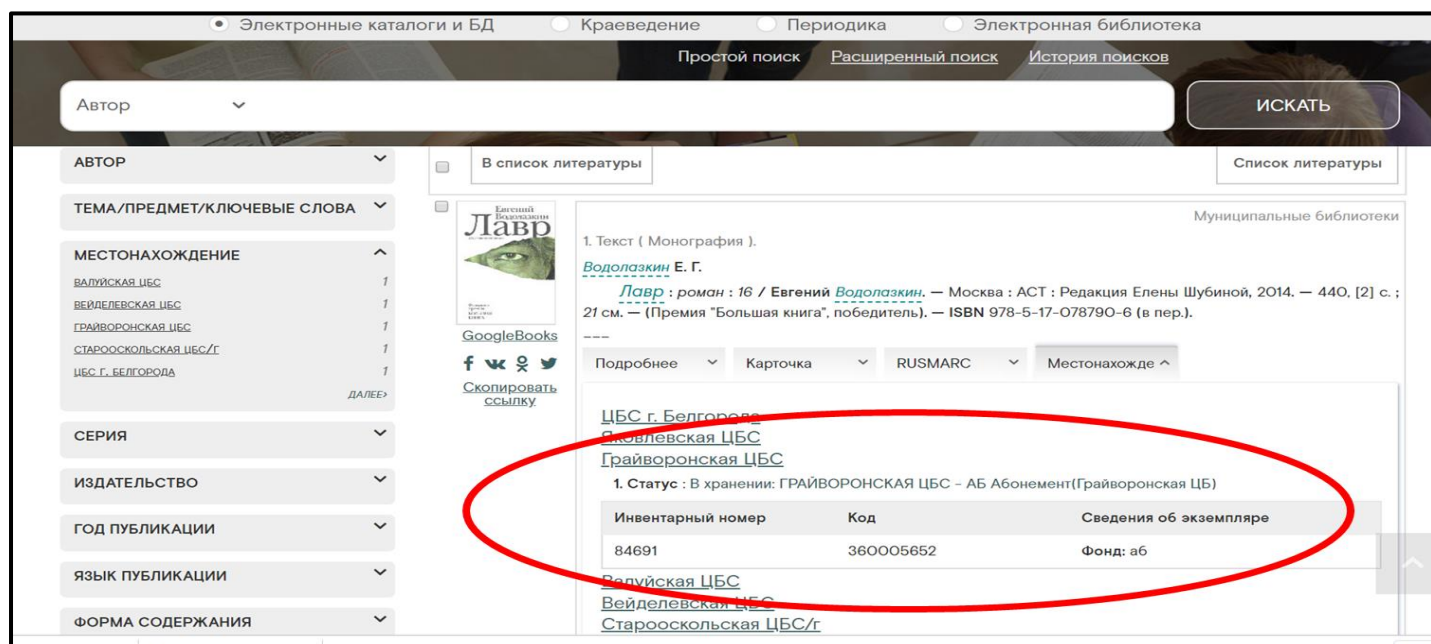 Электронные каталоги и БД Краеведение Периодика Электронная библиотека
Простой поиск Расширенный поиск История поисков
Автор ИСКАТЬ
АВТОР
ТЕМА/ПРЕДМЕТ/КЛЮЧЕВЫЕ СЛОВА
МЕСТОНАХОЖДЕНИЕ
ВАЛУЙСКАЯ ЦБС 1
ВЕЙДЕЛЕВСКАЯ ЦБС 1
ГРАЙВОРОНСКАЯ ЦБС 1
СТАРООСКОЛЬСКАЯ ЦБС/Г 1
ЦБС Г. БЕЛГОРОДА 1
ДАЛЕЕ>
СЕРИЯ
ИЗДАТЕЛЬСТВО
ГОД ПУБЛИКАЦИИ
ЯЗЫК ПУБЛИКАЦИИ
ФОРМА СОДЕРЖАНИЯ
В список литературы Список литературы
Евгений
Водолазкин
Лавр
GoogleBooks
Скопировать
ссылку
Муниципальные библиотеки
1. Текст ( Монография ).
Водолазкин Е. Г.
Лавр : роман : 16 / Евгений Водолазкин. — Москва : АСТ : Редакция Елены Шубиной, 2014. — 440, [2] с. ;
21 см. — (Премия "Большая книга", победитель). — ISBN 978-5-17-078790-6 (в пер.).
---
Подробнее Карточка RUSMARC Местонахожде
ЦБС г. Белгорода
Яковлевская ЦБС
Грайворонская ЦБС
1. Статус : В хранении: ГРАЙВОРОНСКАЯ ЦБС - АБ Абонемент(Грайворонская ЦБ)
Инвентарный номер Код Сведения об экземпляре
84691 360005652 Фонд: аб
Валуйская ЦБС
Вейделевская ЦБС
Старооскольская ЦБС/г